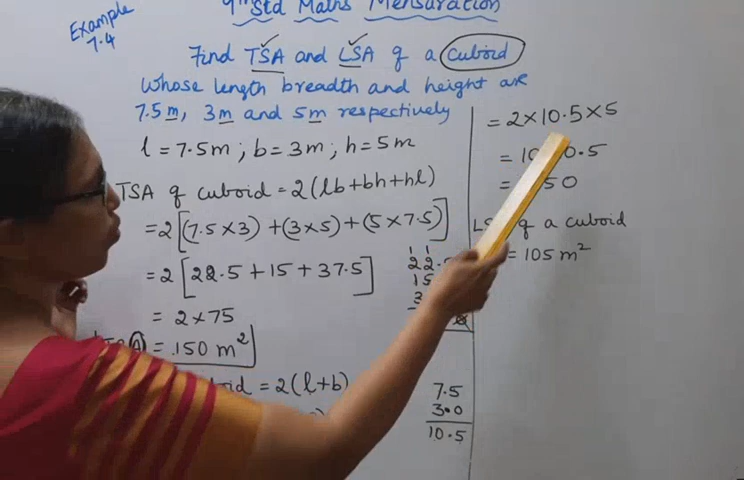 9th Std Maths Mensuration
Example
7.4
Find TSA and LSA of a cuboid
whose length breadth and height are
7.5 m, 3m and 5m respectively
l = 7.5m ; b = 3m ; h = 5m
TSA of cuboid = 2(lb+bh+hl)
= 2[(7.5×3) + (3×5) + (5×7.5)]
= 2[22.5 + 15 + 37.5]
= 2×75
= 150 m²
= 2(l+b)
7.5
3.0
10.5
= 2×10.5×5
of a cuboid
= 105 m²